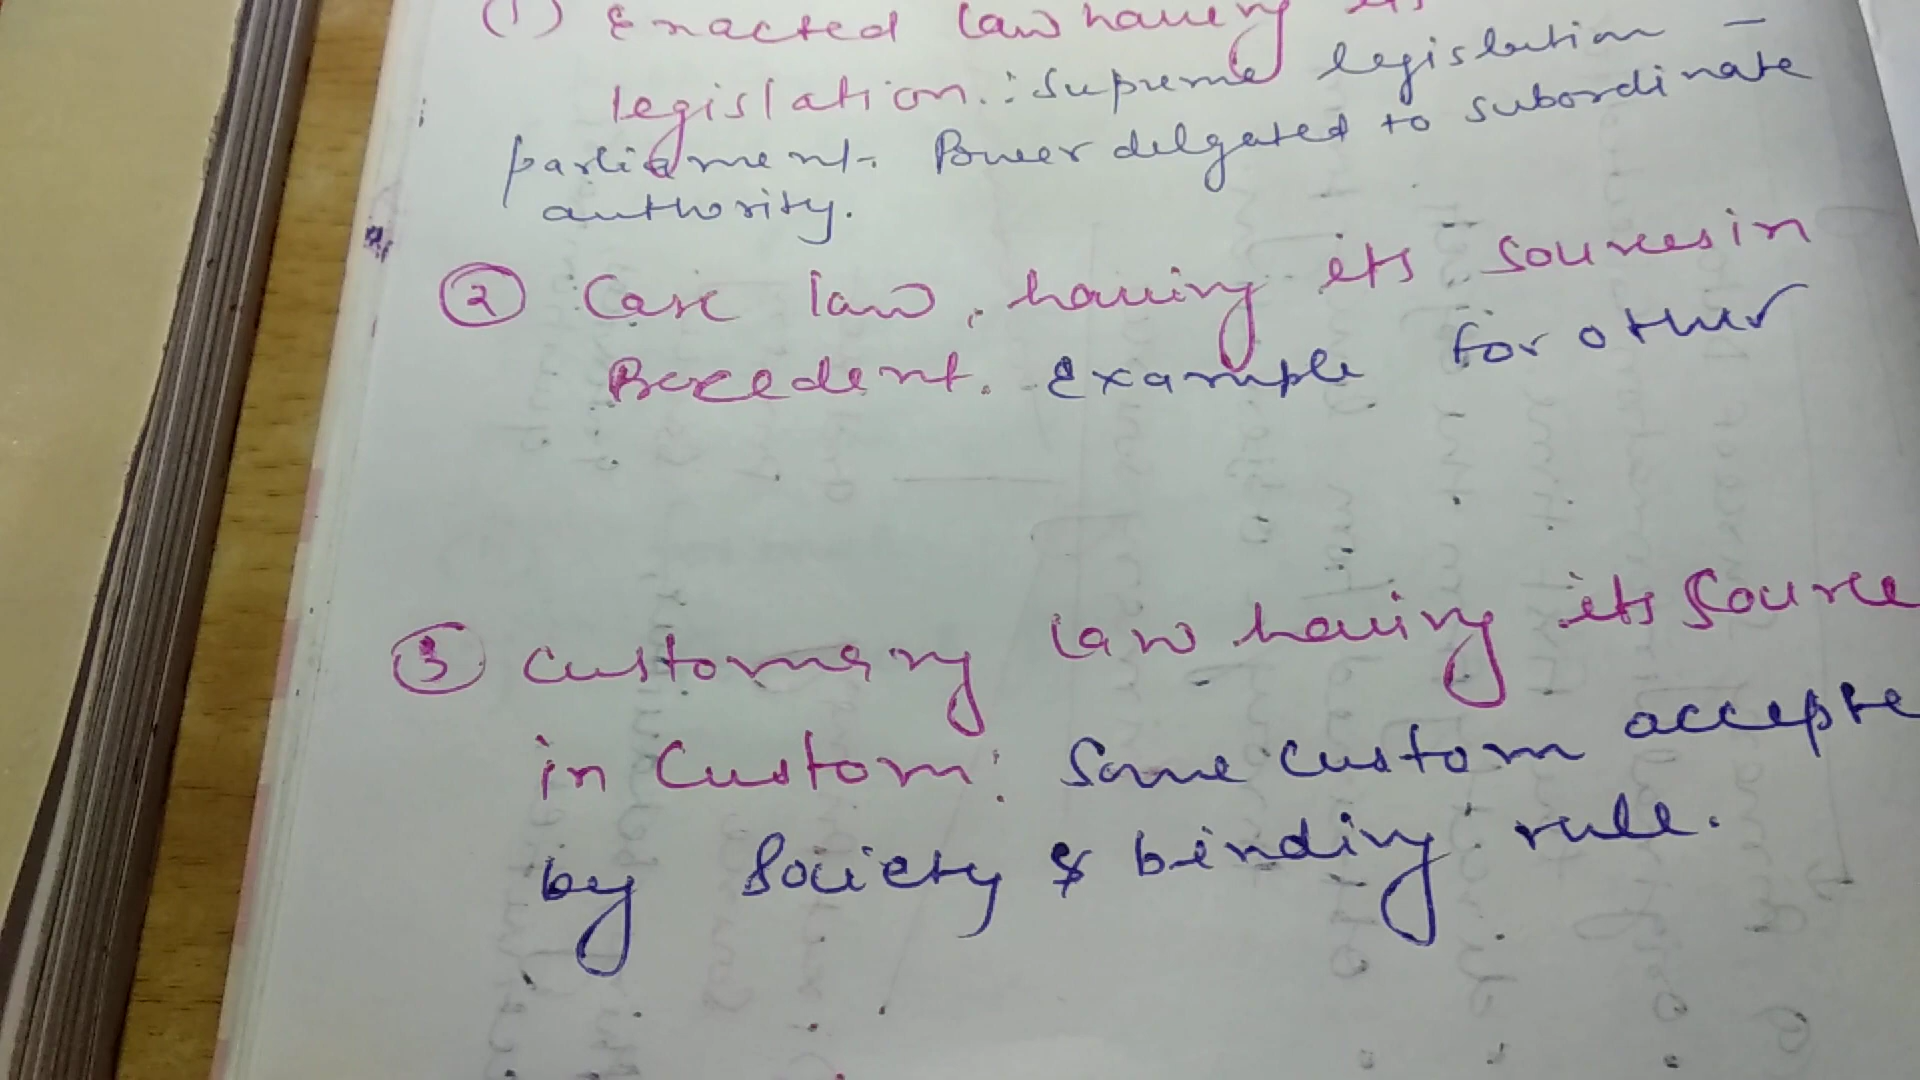 (1) Enacted law having its
legislation.: Supreme legislation -
parliament. Power delgated to subordinate
authority.
② Case law, having its sources in
Precedent. Example for other
③ Customary law having its source
in Custom: Some custom accepte
by Society & binding rule.